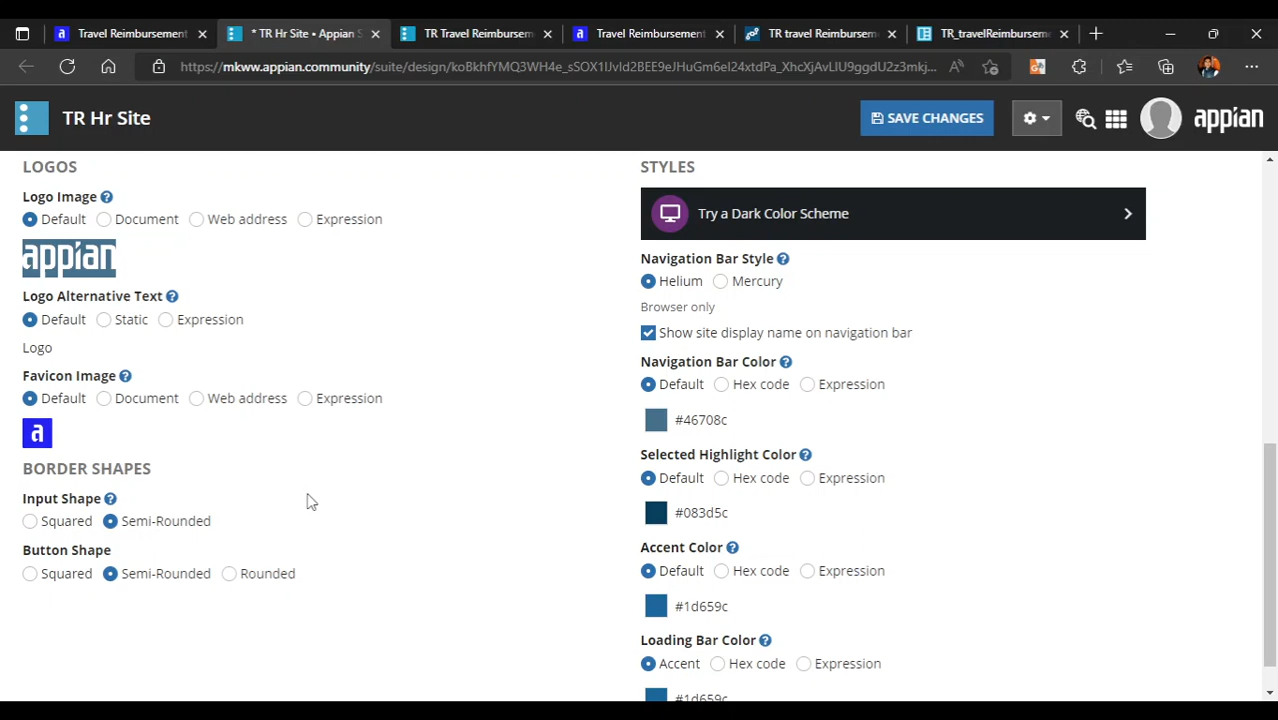 Travel Reimbursement
* TR Hr Site • Appian S
TR Travel Reimbursem
Travel Reimbursement
TR travel Reimbursem
TR_travelReimbursem
mkww.appian.community/suite/design/
TR Hr Site
SAVE CHANGES
appian
LOGOS
Logo Image ?
Default Document Web address Expression
appian
Logo Alternative Text ?
Default Static Expression
Logo
Favicon Image ?
Default Document Web address Expression
a
BORDER SHAPES
Input Shape ?
Squared Semi-Rounded
Button Shape
Squared Semi-Rounded Rounded
STYLES
Try a Dark Color Scheme
Navigation Bar Style ?
Helium Mercury
Browser only
Show site display name on navigation bar
Navigation Bar Color ?
Default Hex code Expression
#46708c
Selected Highlight Color ?
Default Hex code Expression
#083d5c
Accent Color ?
Default Hex code Expression
#1d659c
Loading Bar Color ?
Accent Hex code Expression
#1d659c